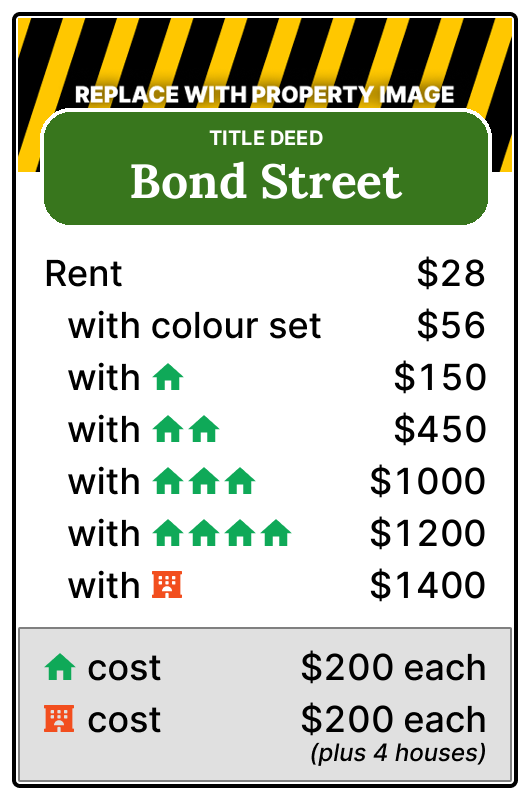 REPLACE WITH PROPERTY IMAGE
TITLE DEED
Bond Street
Rent $28
with colour set $56
with $150
with $450
with $1000
with $1200
with $1400
cost $200 each
cost $200 each
(plus 4 houses)